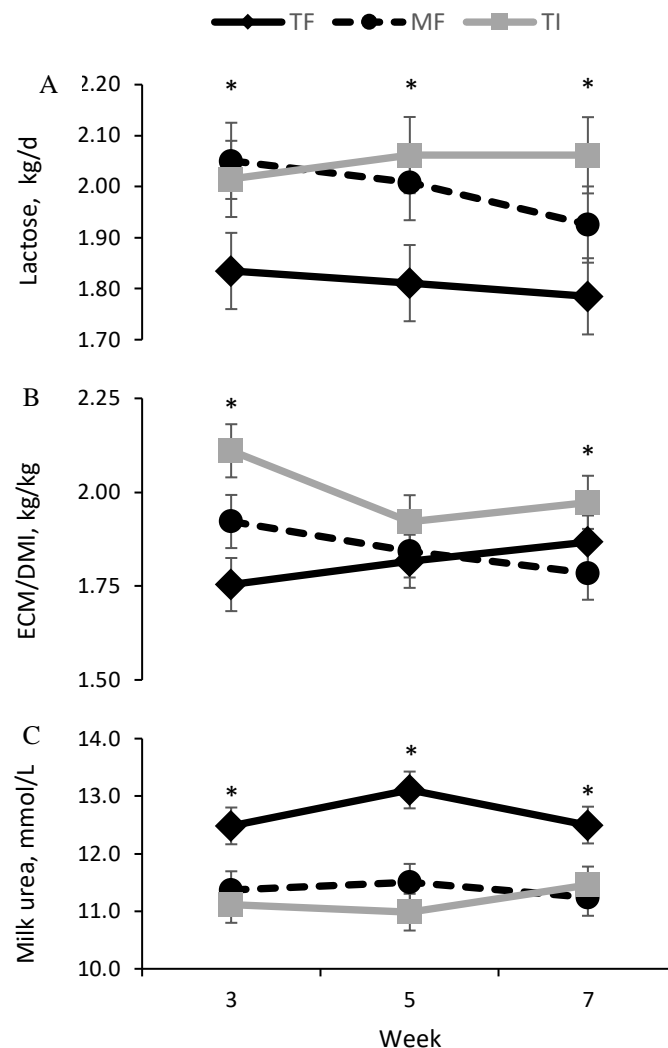 TF MF TI
A
2.20
* * *
2.10
2.00
1.90
1.80
1.70
Lactose, kg/d
B
2.25
* *
2.00
1.75
1.50
ECM/DMI, kg/kg
C
14.0
* * *
13.0
12.0
11.0
10.0
Milk urea, mmol/L
3 5 7
Week